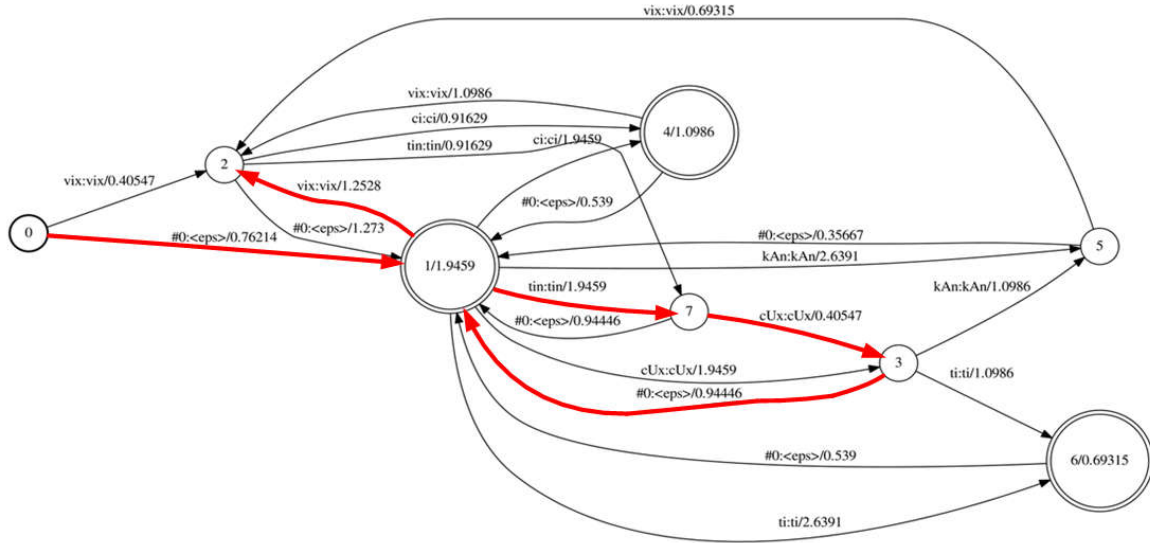 vix:vix/0.69315
vix:vix/1.0986
ci:ci/0.91629
tin:tin/0.91629
ci:ci/1.9459
4/1.0986
2
vix:vix/0.40547
vix:vix/1.2528
#0:<eps>/0.539
#0:<eps>/1.273
0
#0:<eps>/0.76214
#0:<eps>/0.35667
5
kAn:kAn/2.6391
1/1.9459
tin:tin/1.9459
kAn:kAn/1.0986
7
cUx:cUx/0.40547
#0:<eps>/0.94446
3
cUx:cUx/1.9459
ti:ti/1.0986
#0:<eps>/0.94446
#0:<eps>/0.539
6/0.69315
ti:ti/2.6391